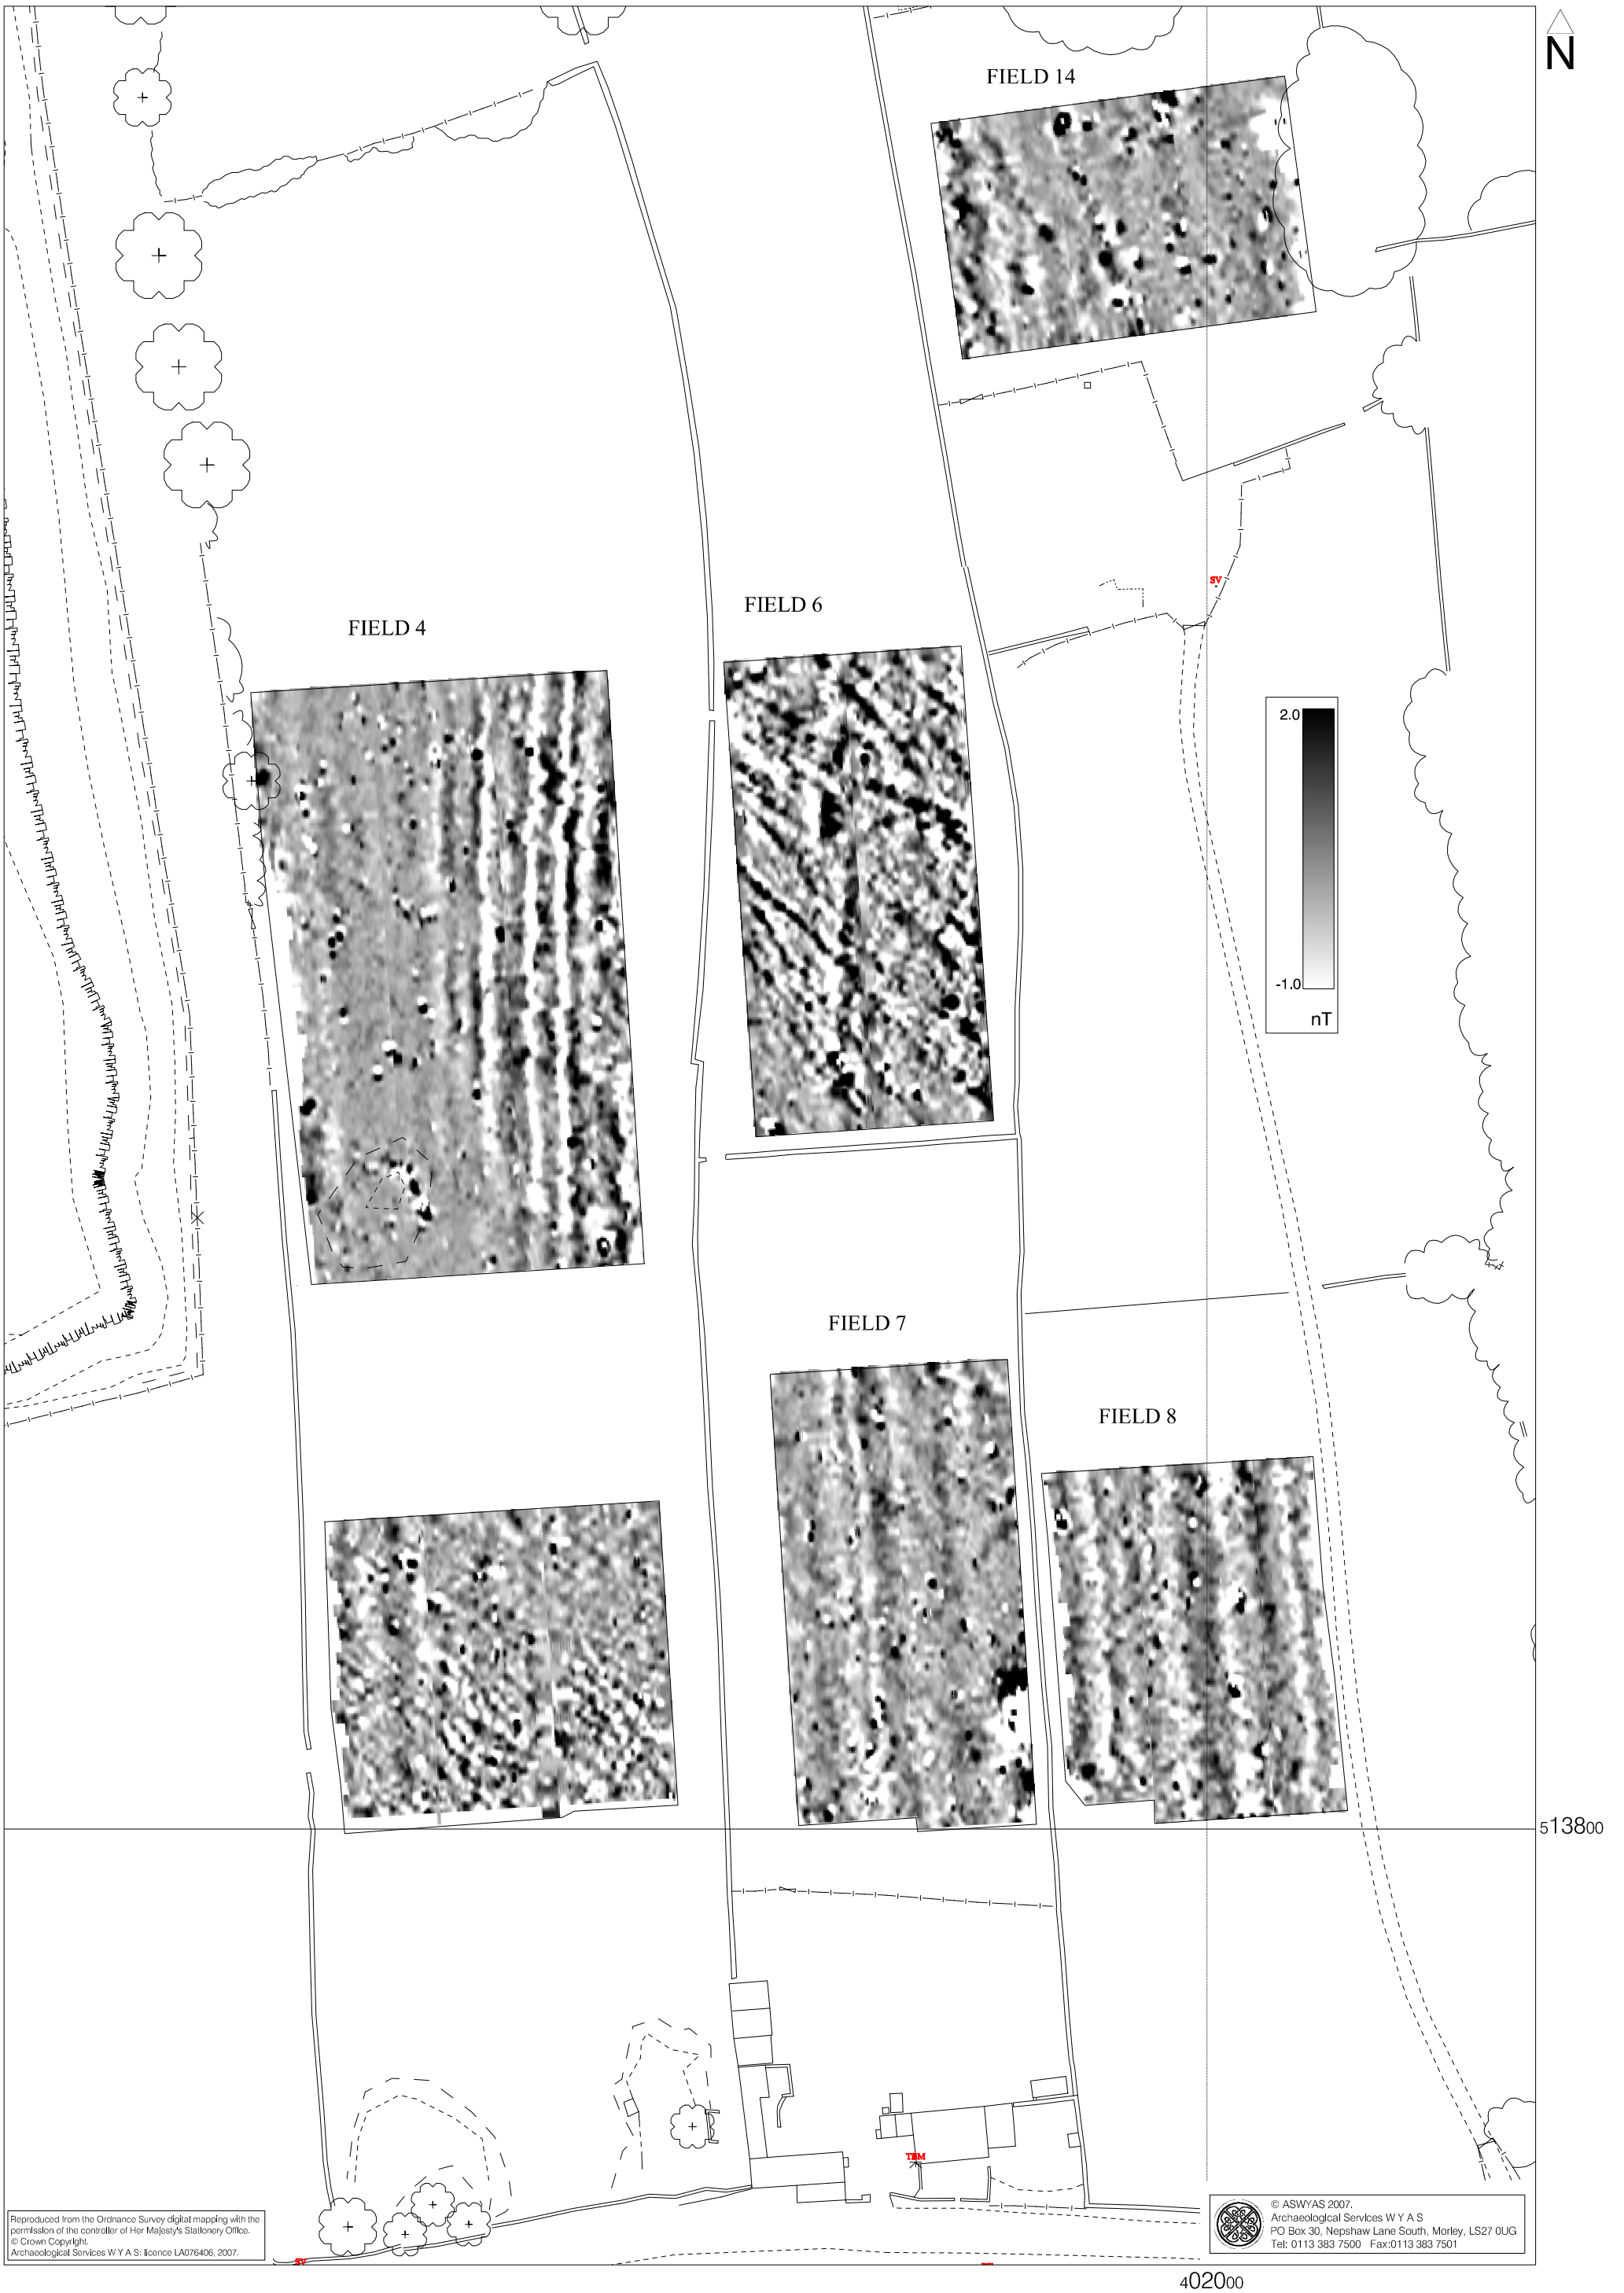 N
FIELD 14
FIELD 6
FIELD 4
SV
2.0
-1.0
nT
FIELD 7
FIELD 8
513800
TBM
Reproduced from the Ordnance Survey digital mapping with the
permission of the controller of Her Majesty's Stationery Office.
© Crown Copyright.
Archaeological Services W Y A S: licence LA076406, 2007.
© ASWYAS 2007.
Archaeological Services W Y A S
PO Box 30, Nepshaw Lane South, Morley, LS27 0UG
Tel: 0113 383 7500 Fax:0113 383 7501
SV
402000